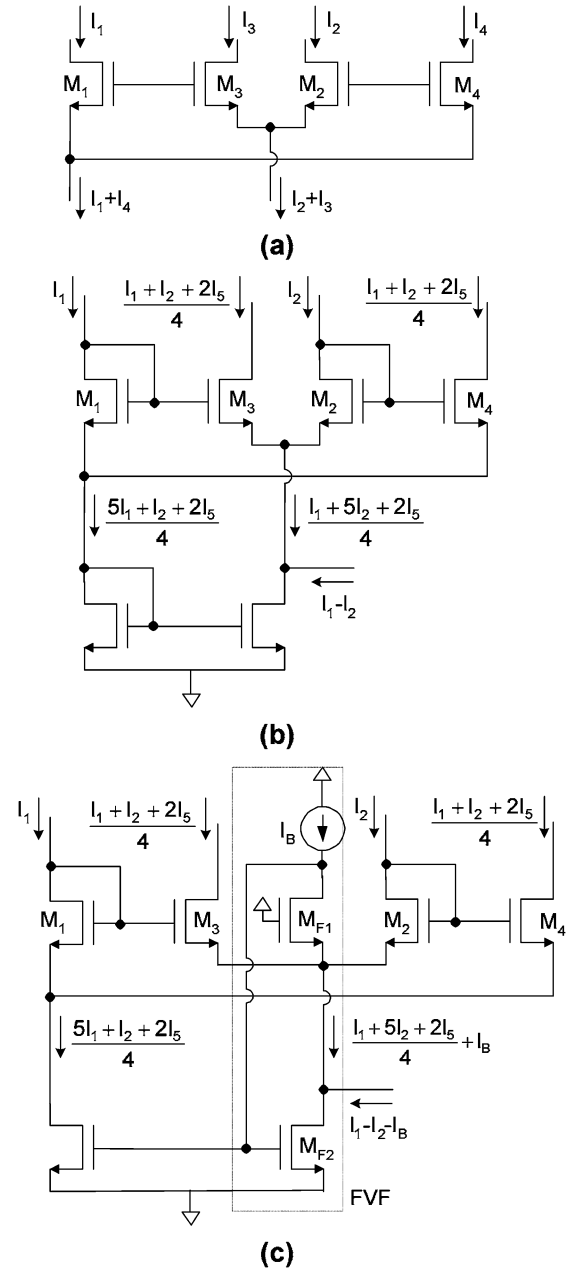 I1 I3 I2 I4
M1 M3 M2 M4
I1+I4 I2+I3
(a)
I1 I1 + I2 + 2I5 I2 I1 + I2 + 2I5
4 4
M1 M3 M2 M4
5I1 + I2 + 2I5 I1 + 5I2 + 2I5
4 4
I1-I2
(b)
I1 I1 + I2 + 2I5 IB I2 I1 + I2 + 2I5
4 4
M1 M3 MF1 M2 M4
5I1 + I2 + 2I5 I1 + 5I2 + 2I5 +IB
4 4
I1-I2-IB
MF2
FVF
(c)